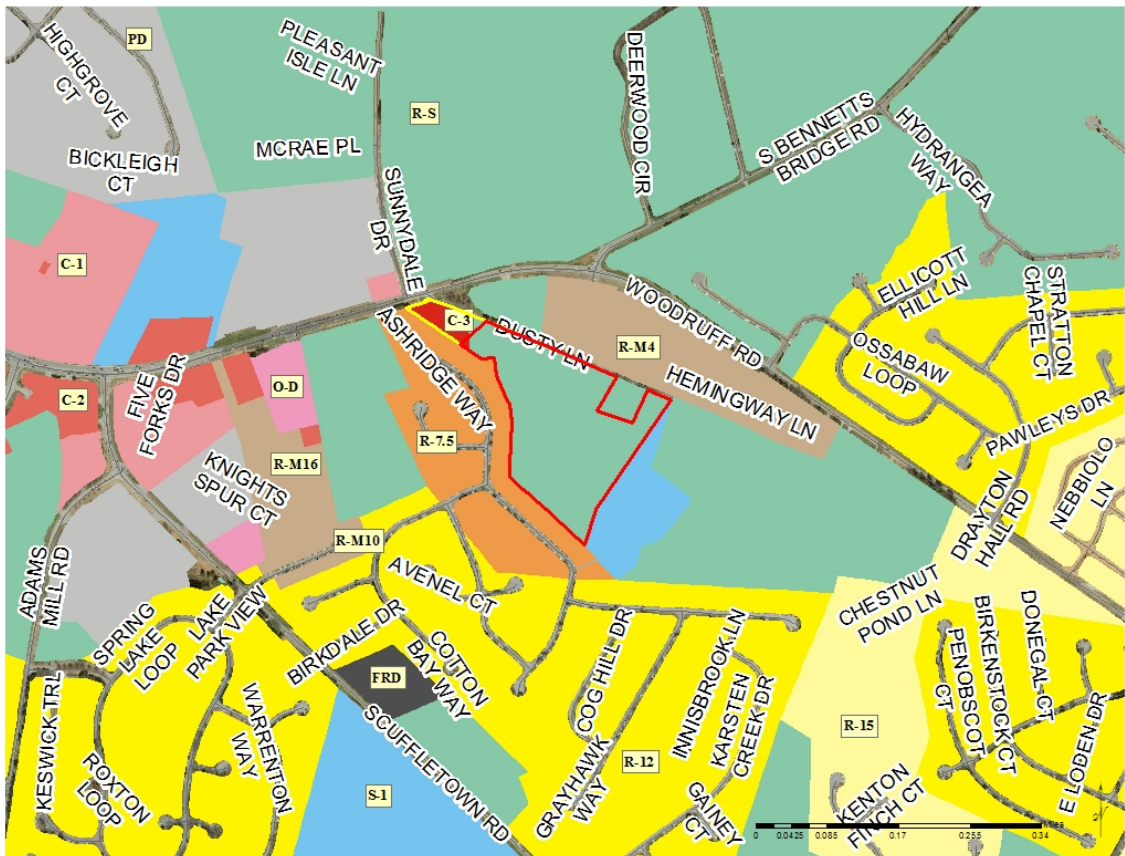 PD
HIGHGROVE
CT
PLEASANT
ISLE LN
BICKLEIGH
CT
MCRAE PL
R-S
DEERWOOD CIR
S BENNETTS
BRIDGE RD
HYDRANGEA
WAY
SUNNYDALE
DR
C-1
C-3
DUSTY LN
R-M4
WOODRUFF RD
HEMINGWAY LN
ELLICOTT
HILL LN
STRATTON
CHAPEL CT
OSSABAW
LOOP
PAWLEYS DR
ASHRIDGE WAY
FIVE
FORKS DR
O-D
C-2
R-7.5
KNIGHTS
SPUR CT
R-M16
DRAYTON
HALL RD
NEBBIOLO
LN
ADAMS
MILL RD
R-M10
AVENEL CT
SPRING
LAKE
LOOP
LAKE
PARK VIEW
BIRKDALE DR
COTTON
BAY WAY
COG HILL DR
INNISBROOK LN
KARSTEN
CREEK DR
CHESTNUT
POND LN
DONEGAL CT
BIRKENSTOCK CT
PENOBSCOT
CT
FRD
KESWICK TRL
WARRENTON
WAY
ROXTON
LOOP
SCUFFLETOWN RD
S-1
GRAYHAWK
WAY
R-12
GAINEY
CT
R-15
KENTON
FINCH CT
E LODEN DR
Miles
0 0.0425 0.085 0.17 0.255 0.34